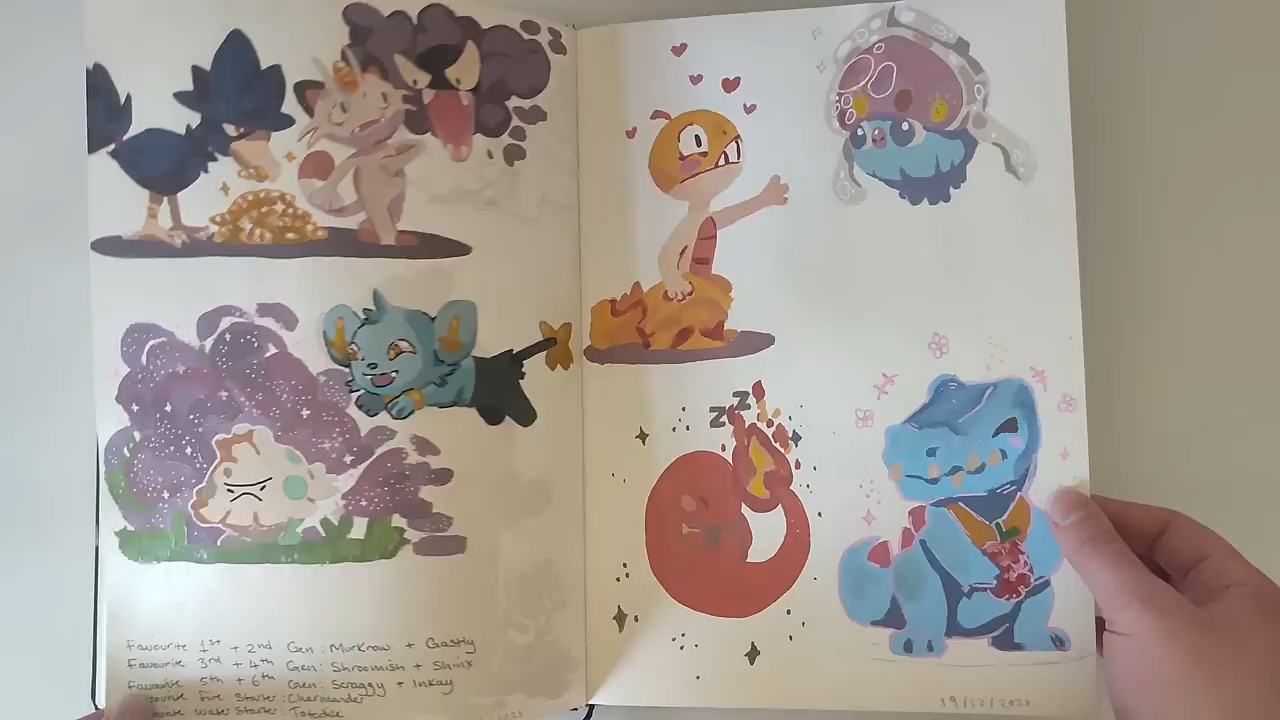 Favourite 1st + 2nd Gen: Murkrow + Gastly
Favourite 3rd + 4th Gen: Shroomish + Shinx
Favourite 5th + 6th Gen: Scraggy + Inkay
Fire Starter: Charmander
Water Starter: Totodile
z z
19/12/2021